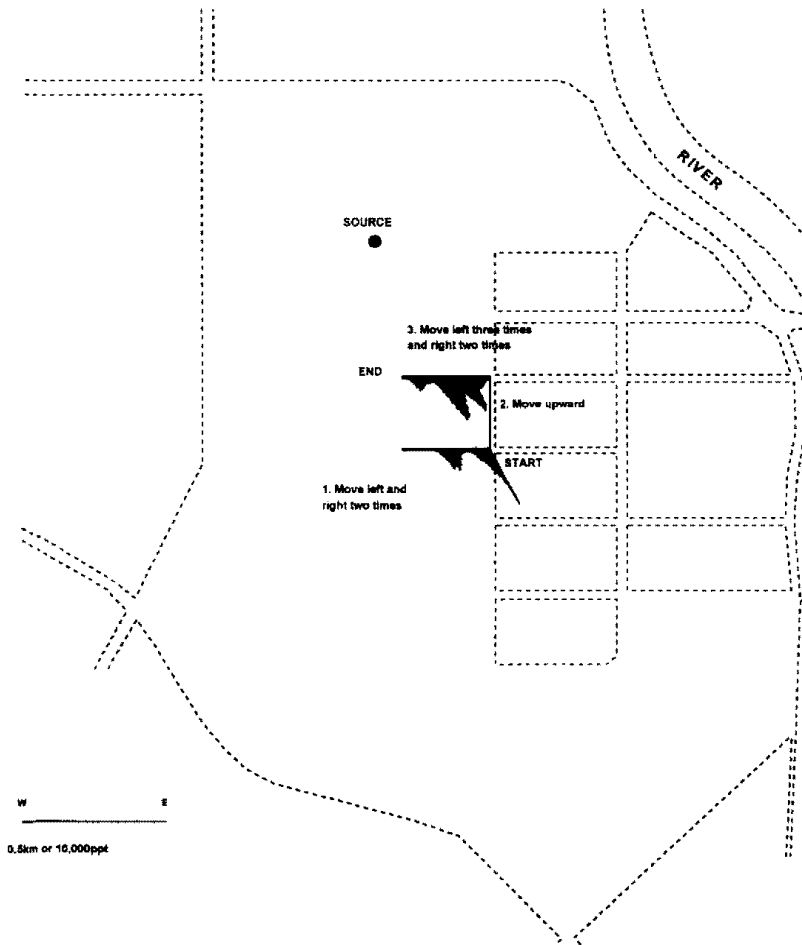 RIVER
SOURCE
3. Move left three times
and right two times
END
2. Move upward
START
1. Move left and
right two times
W E
0.5km or 10,000ppt